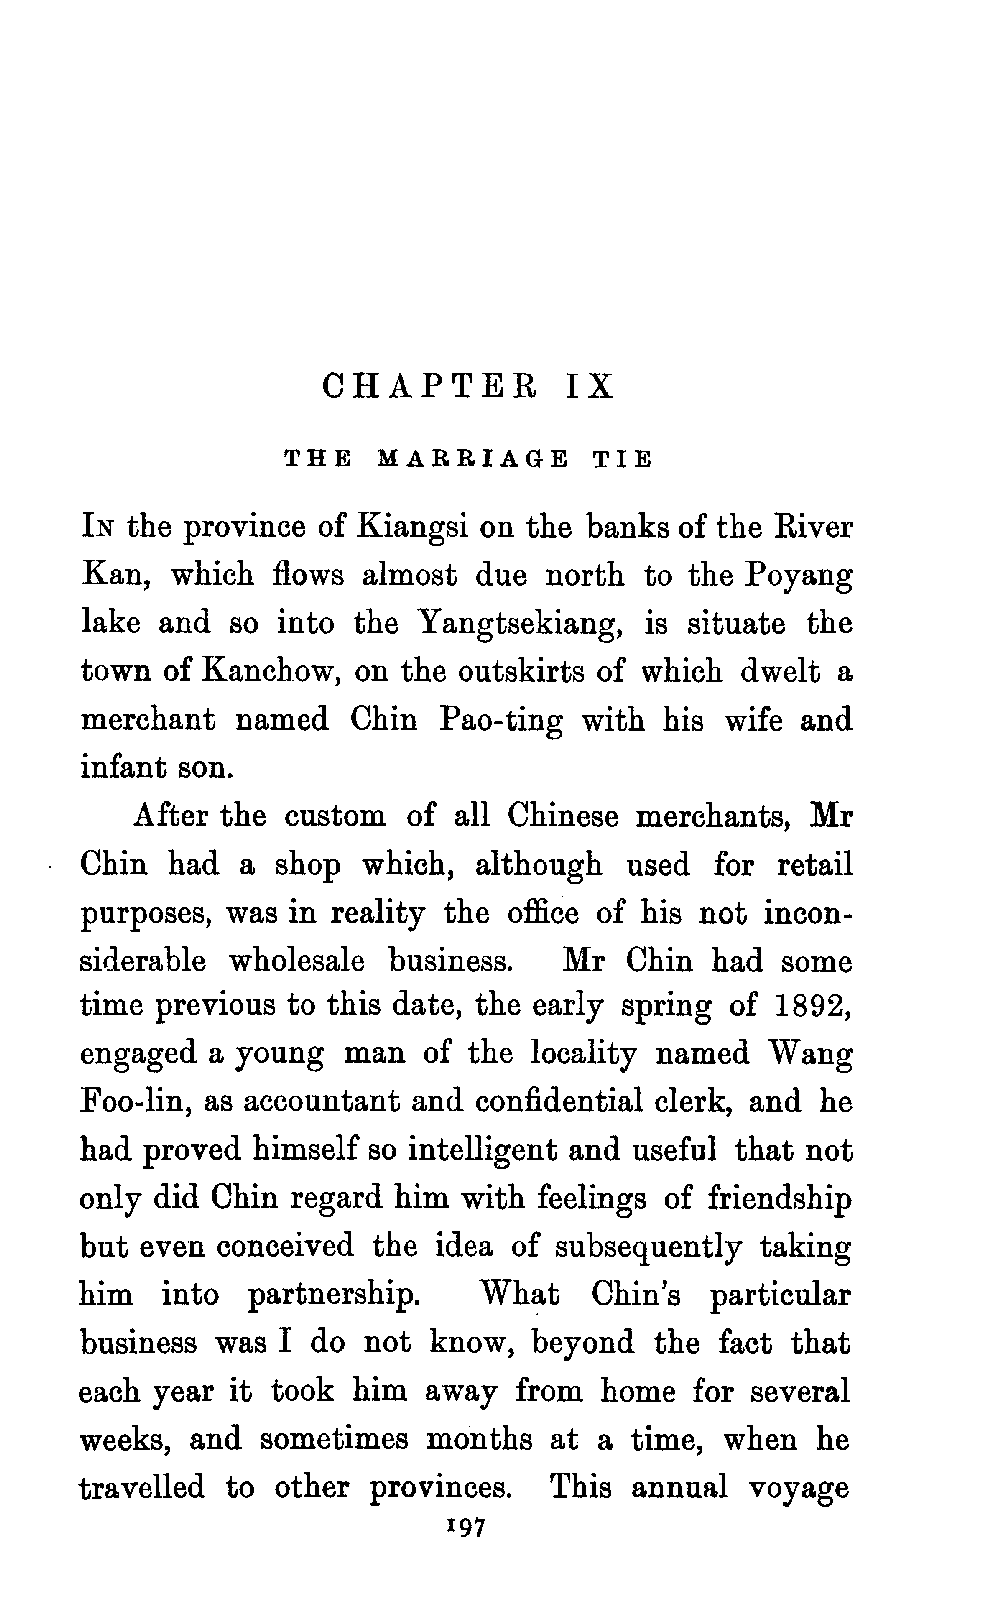 CHAPTER IX
THE MARRIAGE TIE
IN the province of Kiangsi on the banks of the River
Kan, which flows almost due north to the Poyang
lake and so into the Yangtsekiang, is situate the
town of Kanchow, on the outskirts of which dwelt a
merchant named Chin Pao-ting with his wife and
infant son.
After the custom of all Chinese merchants, Mr
Chin had a shop which, although used for retail
purposes, was in reality the office of his not incon-
siderable wholesale business. Mr Chin had some
time previous to this date, the early spring of 1892,
engaged a young man of the locality named Wang
Foo-lin, as accountant and confidential clerk, and he
had proved himself so intelligent and useful that not
only did Chin regard him with feelings of friendship
but even conceived the idea of subsequently taking
him into partnership. What Chin's particular
business was I do not know, beyond the fact that
each year it took him away from home for several
weeks, and sometimes months at a time, when he
travelled to other provinces. This annual voyage
197